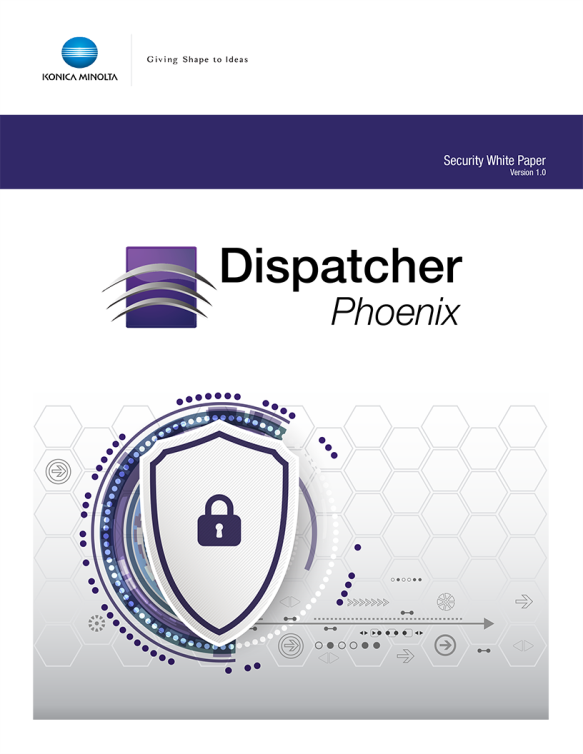 KONICA MINOLTA
Giving Shape to Ideas
Security White Paper
Version 1.0
Dispatcher
Phoenix